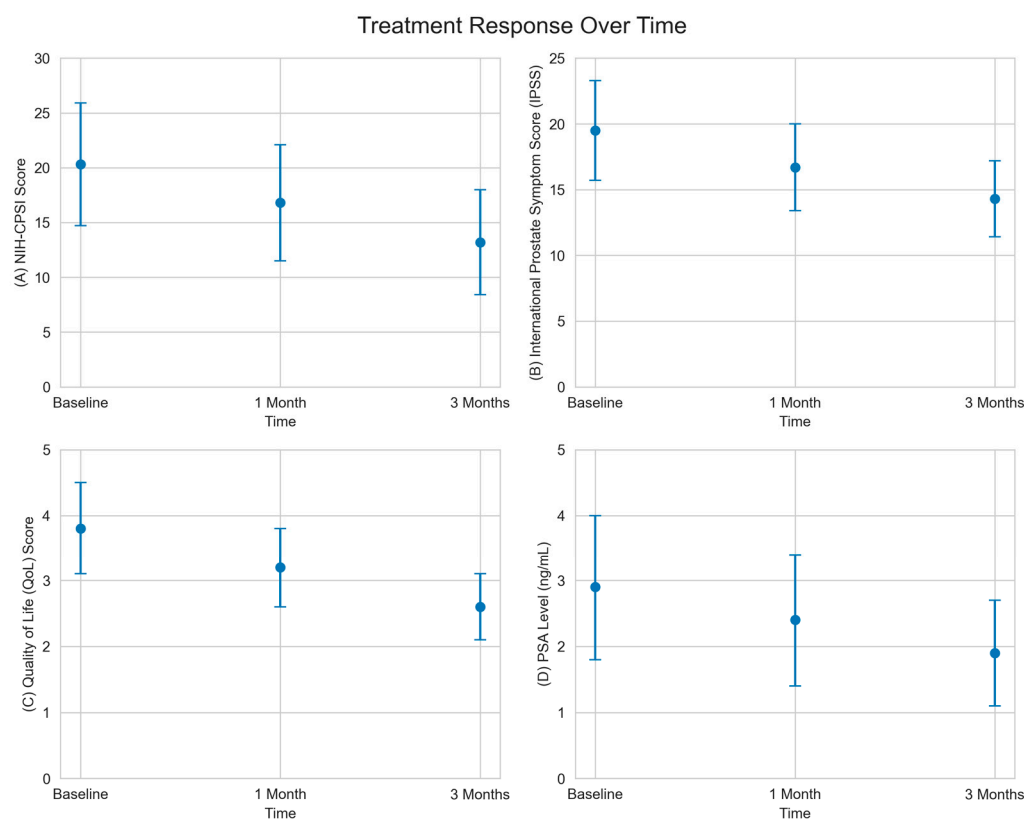 Treatment Response Over Time
(A) NIH-CPSI Score
30
25
20
15
10
5
0
Baseline 1 Month 3 Months
Time
(B) International Prostate Symptom Score (IPSS)
25
20
15
10
5
0
Baseline 1 Month 3 Months
Time
(C) Quality of Life (QoL) Score
5
4
3
2
1
0
Baseline 1 Month 3 Months
Time
(D) PSA Level (ng/mL)
5
4
3
2
1
0
Baseline 1 Month 3 Months
Time